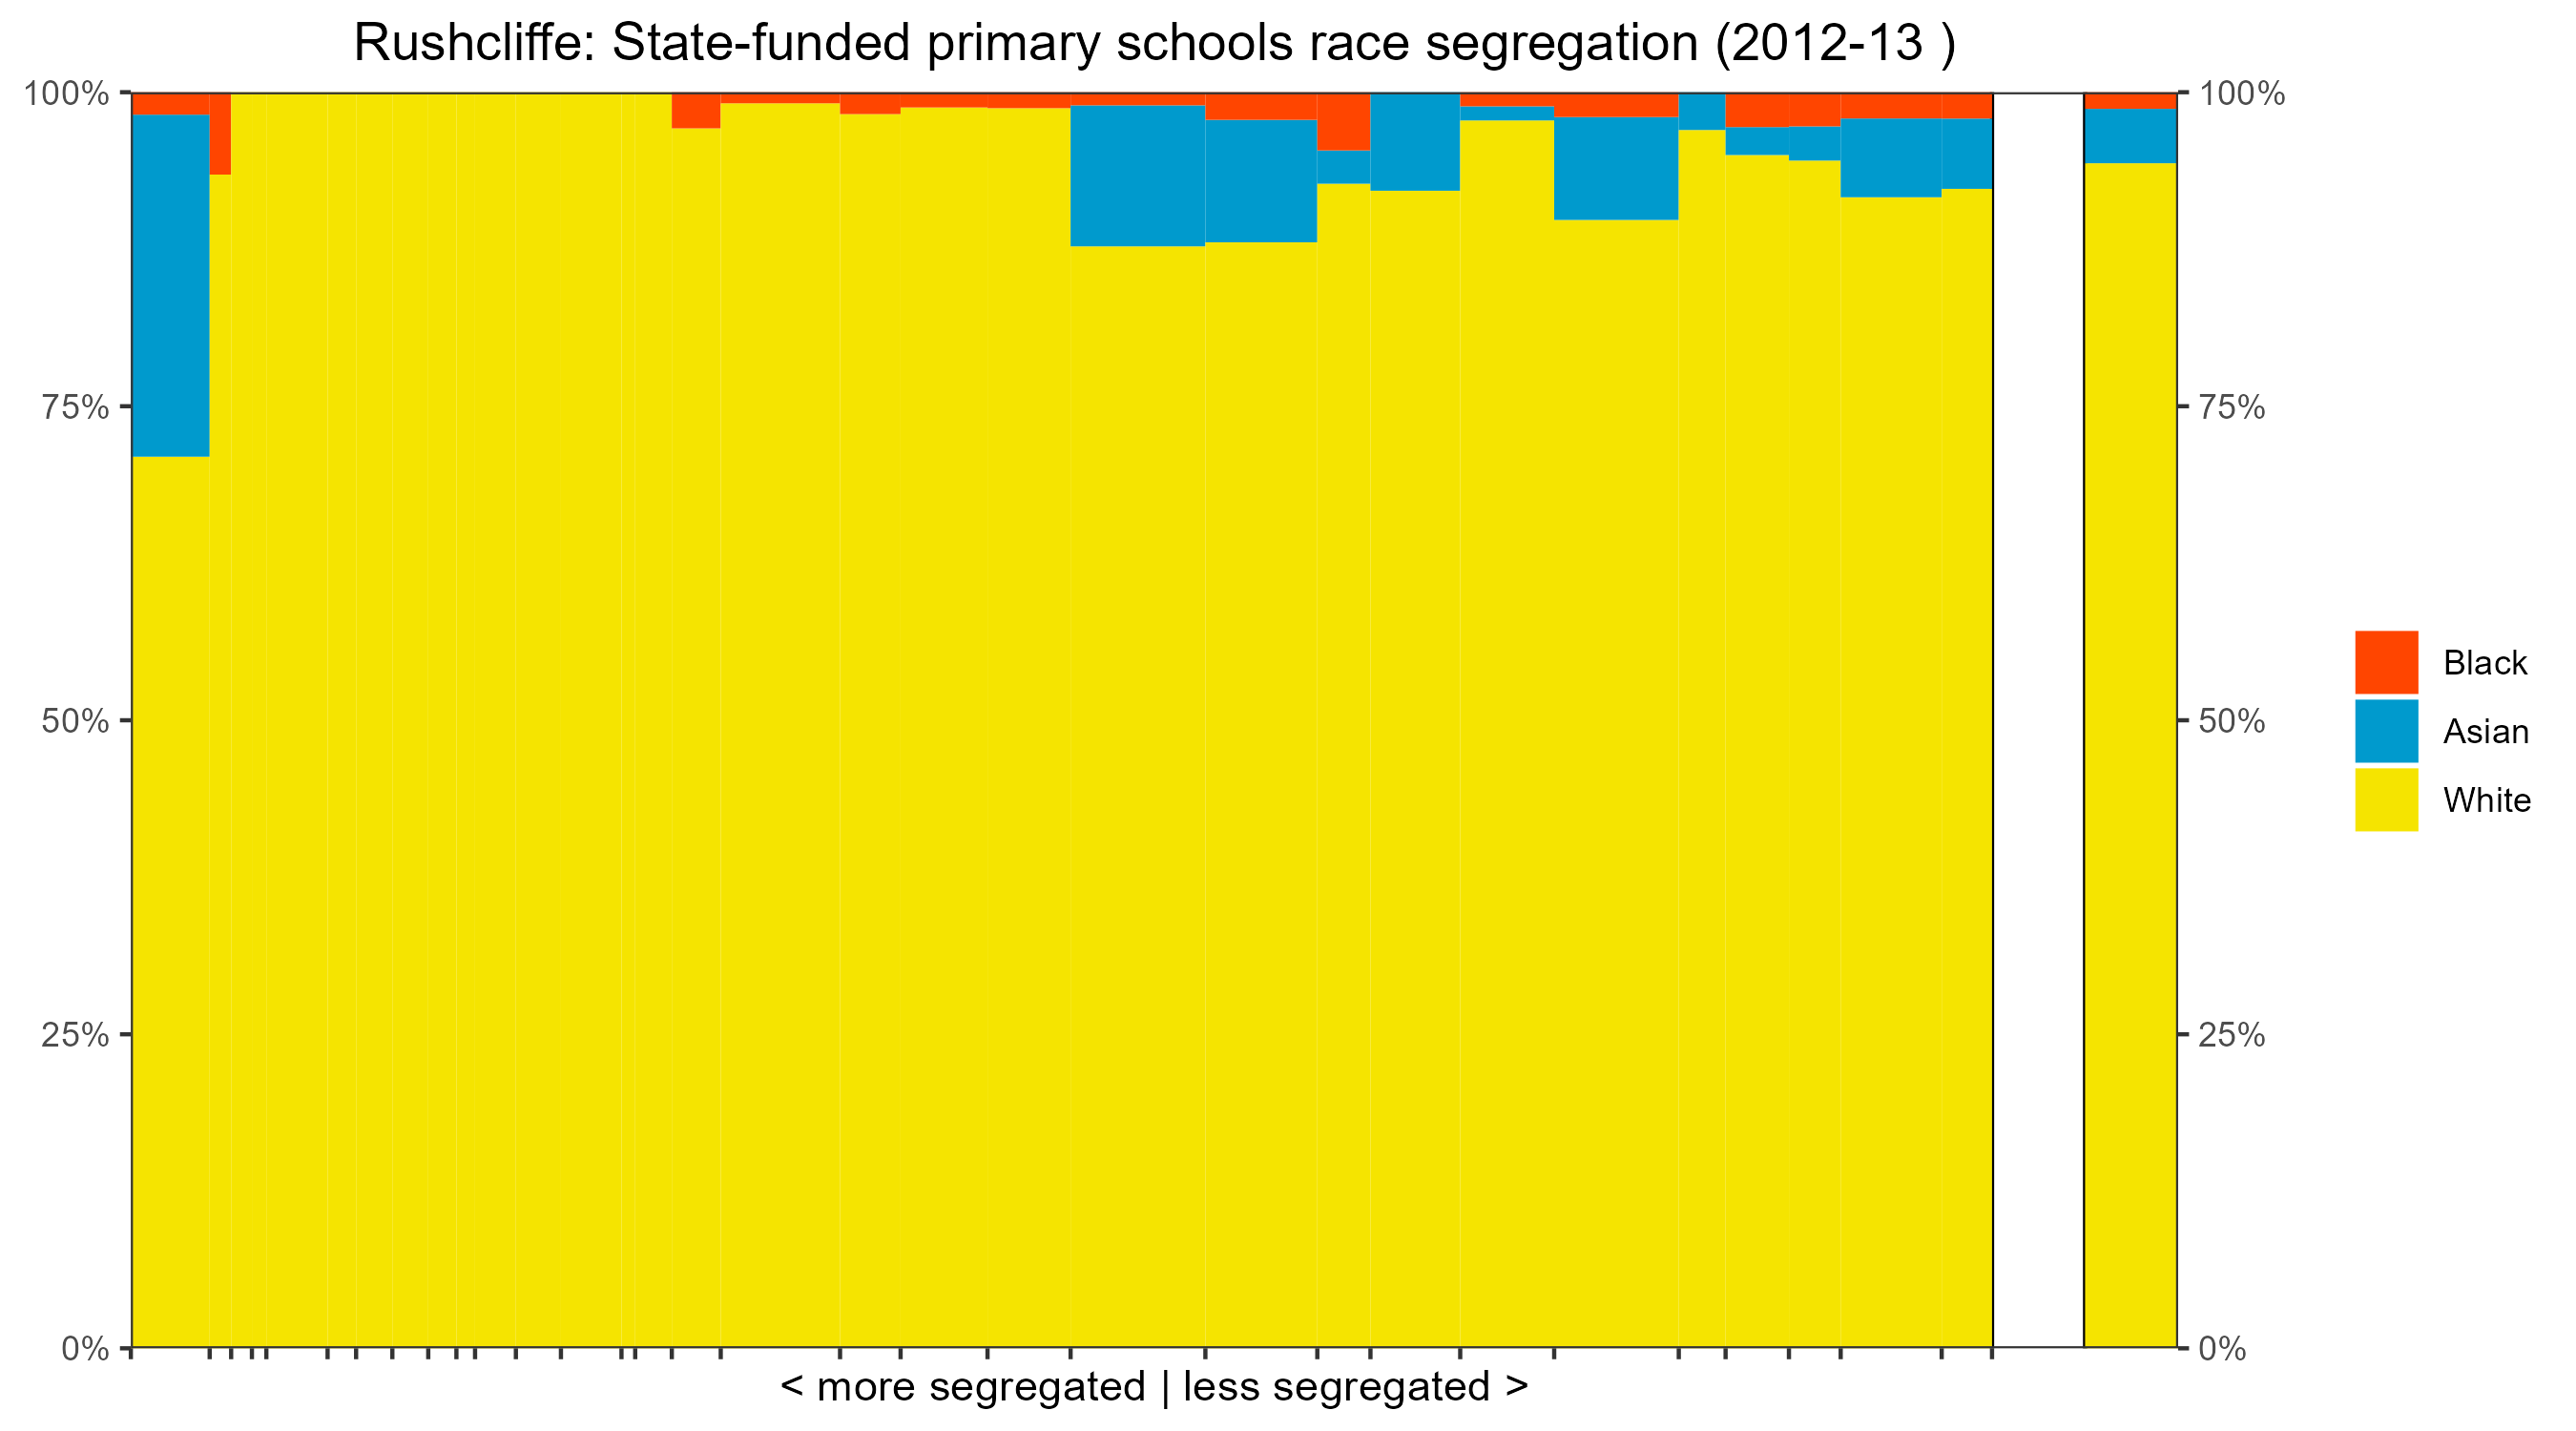 Rushcliffe: State-funded primary schools race segregation (2012-13 )
100%
75%
50%
25%
0%
100%
75%
50%
25%
0%
Black
Asian
White
< more segregated | less segregated >